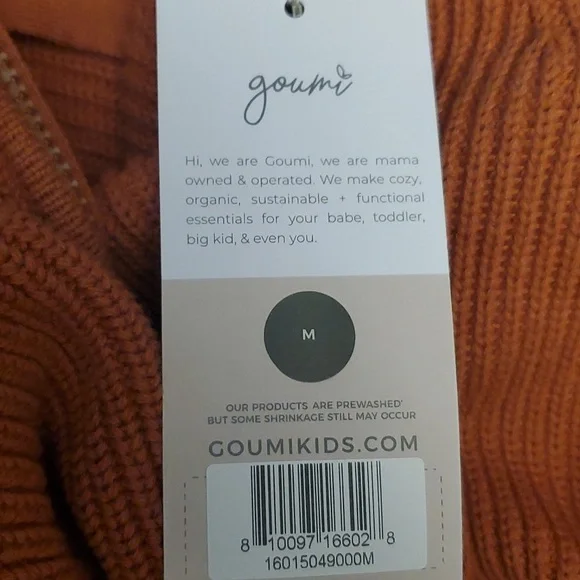 goumi
Hi, we are Goumi, we are mama
owned & operated. We make cozy,
organic, sustainable + functional
essentials for your babe, toddler,
big kid, & even you.
M
OUR PRODUCTS ARE PREWASHED'
BUT SOME SHRINKAGE STILL MAY OCCUR
GOUMIKIDS.COM
8 10097 16602 8
16015049000M